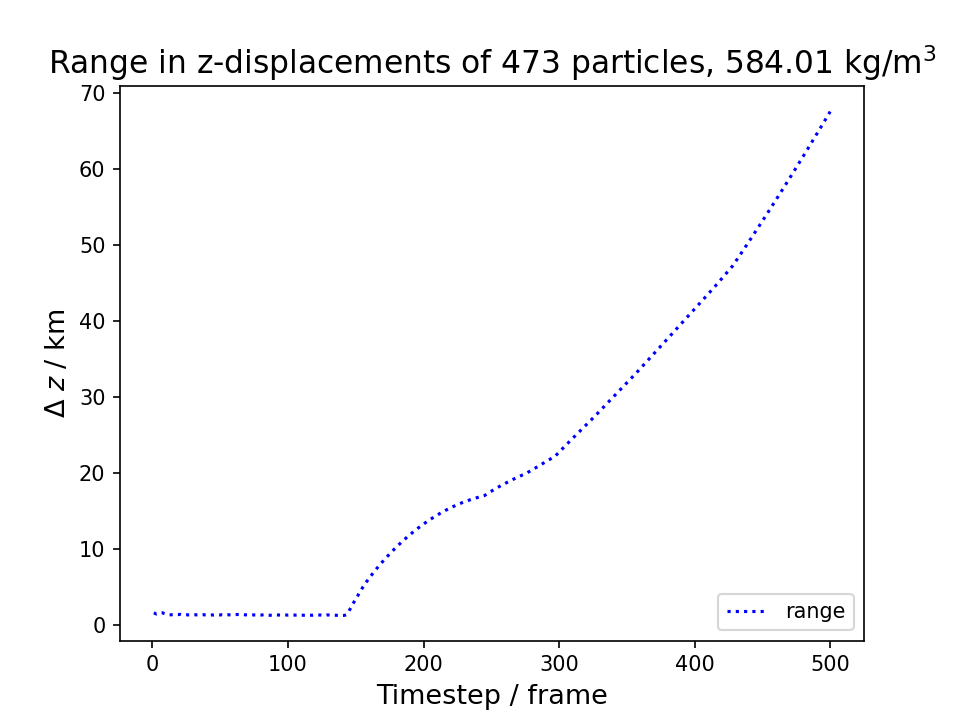 Range in z-displacements of 473 particles, 584.01 kg/m³
70
60
50
40
30
20
10
0
Δ z / km
range
0 100 200 300 400 500
Timestep / frame